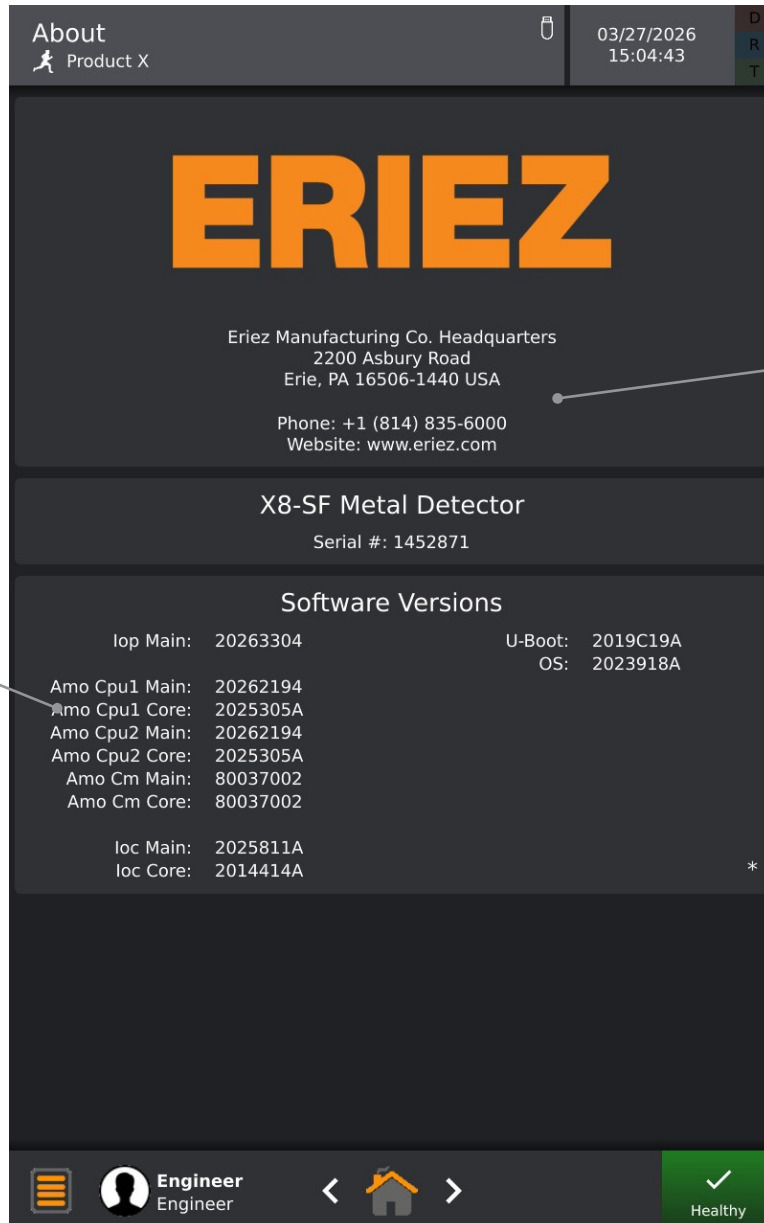 About
Product X
03/27/2026
15:04:43
D
R
T
ERIEZ
Eriez Manufacturing Co. Headquarters
2200 Asbury Road
Erie, PA 16506-1440 USA
Phone: +1 (814) 835-6000
Website: www.eriez.com
X8-SF Metal Detector
Serial #: 1452871
Software Versions
Iop Main: 20263304 U-Boot: 2019C19A
OS: 2023918A
Amo Cpu1 Main: 20262194
Amo Cpu1 Core: 2025305A
Amo Cpu2 Main: 20262194
Amo Cpu2 Core: 2025305A
Amo Cm Main: 80037002
Amo Cm Core: 80037002
Ioc Main: 2025811A
Ioc Core: 2014414A *
Engineer
Engineer
Healthy